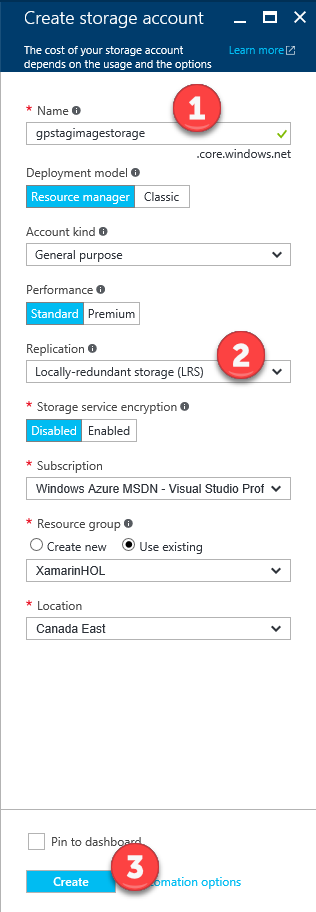 Create storage account
The cost of your storage account
depends on the usage and the options
Learn more
1
* Name
gpstagimagestorage
.core.windows.net
Deployment model
Resource manager Classic
Account kind
General purpose
Performance
Standard Premium
Replication
2
Locally-redundant storage (LRS)
* Storage service encryption
Disabled Enabled
* Subscription
Windows Azure MSDN - Visual Studio Prof
* Resource group
Create new Use existing
XamarinHOL
* Location
Canada East
Pin to dashboard
3
Create omation options